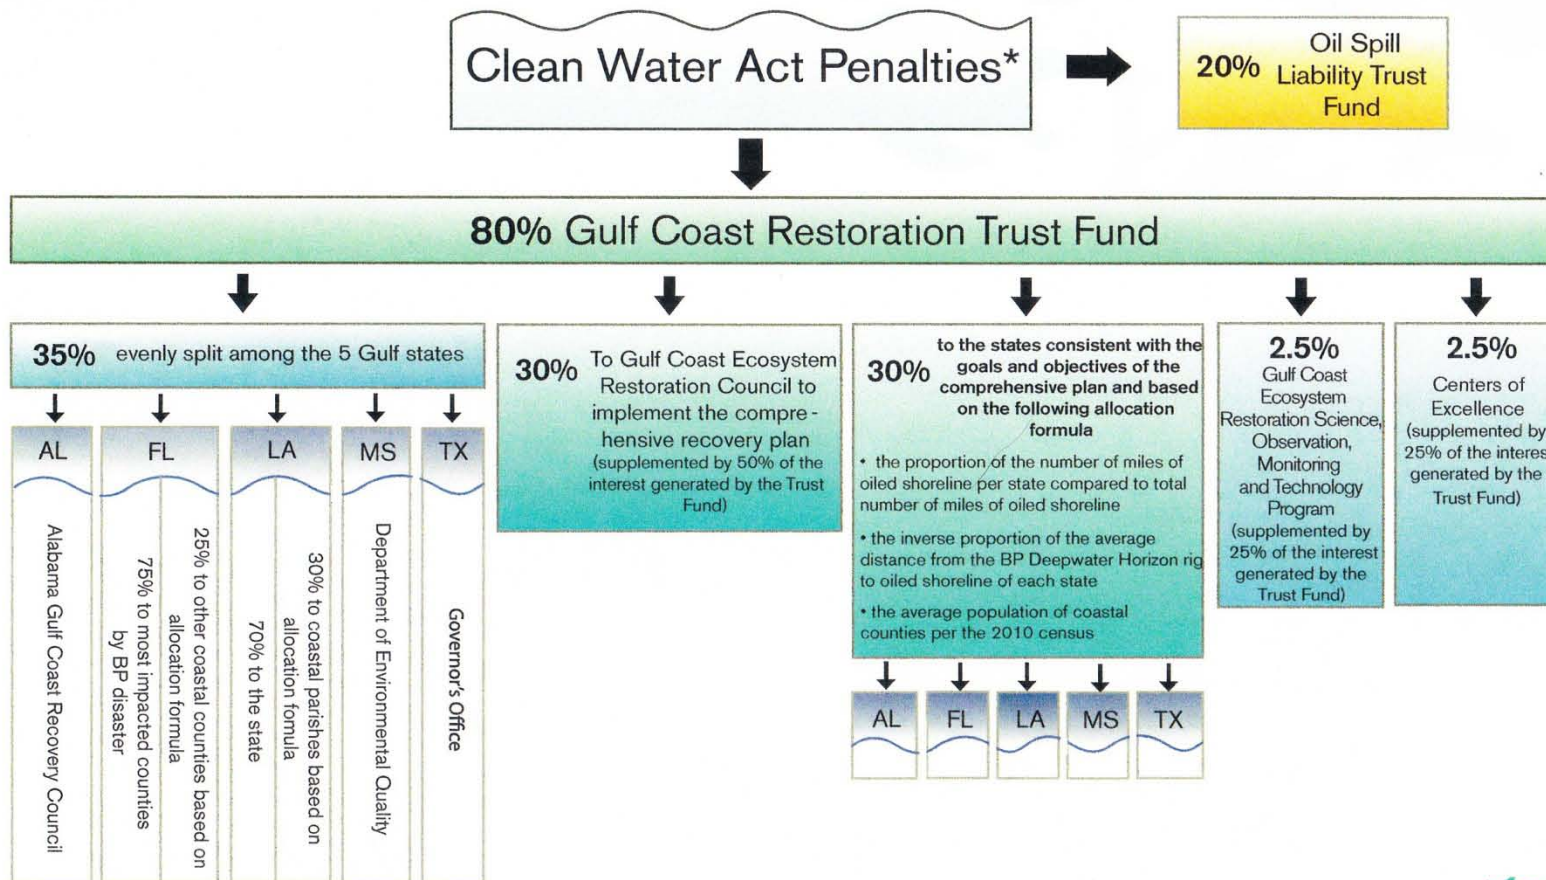 Clean Water Act Penalties*
20%
Oil Spill
Liability Trust
Fund
80% Gulf Coast Restoration Trust Fund
35% evenly split among the 5 Gulf states
AL
FL
LA
MS
TX
Alabama Gulf Coast Recovery Council
25% to other coastal counties based on
allocation formula
75% to most impacted counties
by BP disaster
30% to coastal parishes based on
allocation fomula
70% to the state
Department of Environmental Quality
Governor's Office
30%
To Gulf Coast Ecosystem
Restoration Council to
implement the compre -
hensive recovery plan
(supplemented by 50% of the
interest generated by the Trust
Fund)
30%
to the states consistent with the
goals and objectives of the
comprehensive plan and based
on the following allocation
formula
• the proportion of the number of miles of
oiled shoreline per state compared to total
number of miles of oiled shoreline
• the inverse proportion of the average
distance from the BP Deepwater Horizon rig
to oiled shoreline of each state
• the average population of coastal
counties per the 2010 census
AL
FL
LA
MS
TX
2.5%
Gulf Coast
Ecosystem
Restoration Science,
Observation,
Monitoring
and Technology
Program
(supplemented by
25% of the interest
generated by the
Trust Fund)
2.5%
Centers of
Excellence
(supplemented by
25% of the interest
generated by the
Trust Fund)